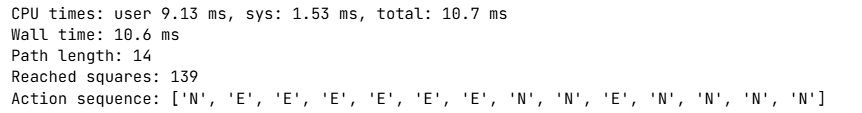 CPU times: user 9.13 ms, sys: 1.53 ms, total: 10.7 ms
Wall time: 10.6 ms
Path length: 14
Reached squares: 139
Action sequence: ['N', 'E', 'E', 'E', 'E', 'E', 'E', 'N', 'N', 'E', 'N', 'N', 'N', 'N']